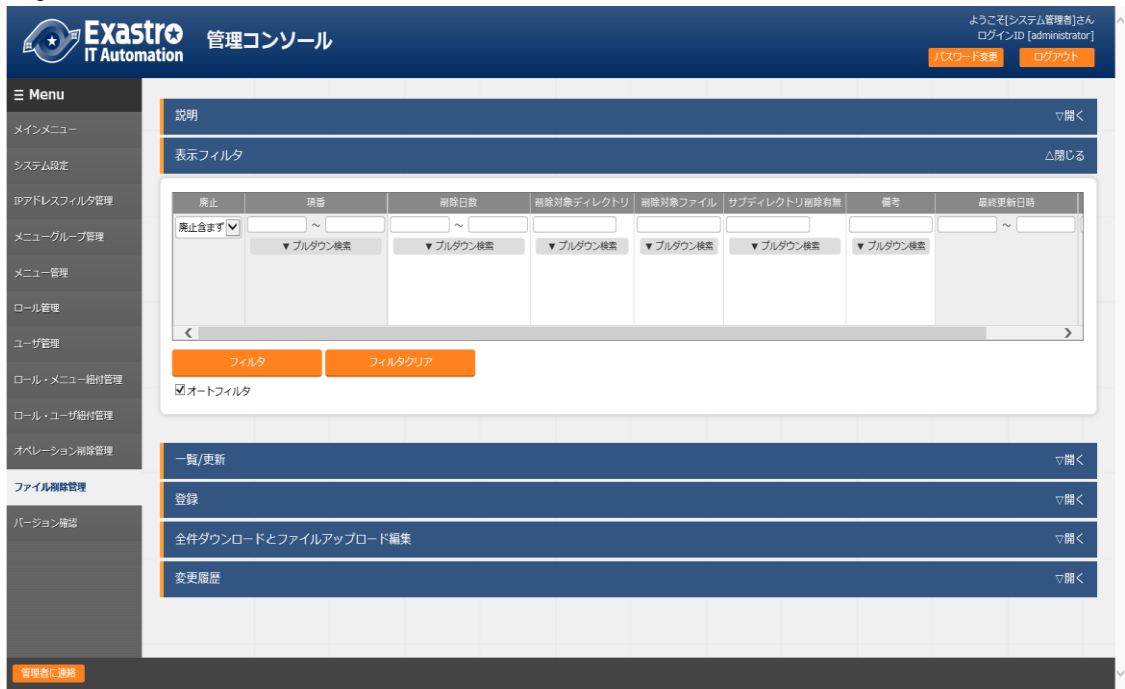 Exastro
IT Automation
管理コンソール
ようこそ[システム管理者]さん
ログインID [administrator]
パスワード変更
ログアウト
Menu
メインメニュー
システム設定
IPアドレスフィルタ管理
メニューグループ管理
メニュー管理
ロール管理
ユーザ管理
ロール・メニュー紐付管理
ロール・ユーザ紐付管理
オペレーション削除管理
ファイル削除管理
バージョン確認
説明 ▽開く
表示フィルタ △閉じる
廃止 項番 削除日数 削除対象ディレクトリ 削除対象ファイル サブディレクトリ削除有無 備考 最終更新日時
廃止含まず ～ ～ ～
▼プルダウン検索 ▼プルダウン検索 ▼プルダウン検索 ▼プルダウン検索 ▼プルダウン検索 ▼プルダウン検索
フィルタ フィルタクリア
オートフィルタ
一覧/更新 ▽開く
登録 ▽開く
全件ダウンロードとファイルアップロード編集 ▽開く
変更履歴 ▽開く
管理者に連絡